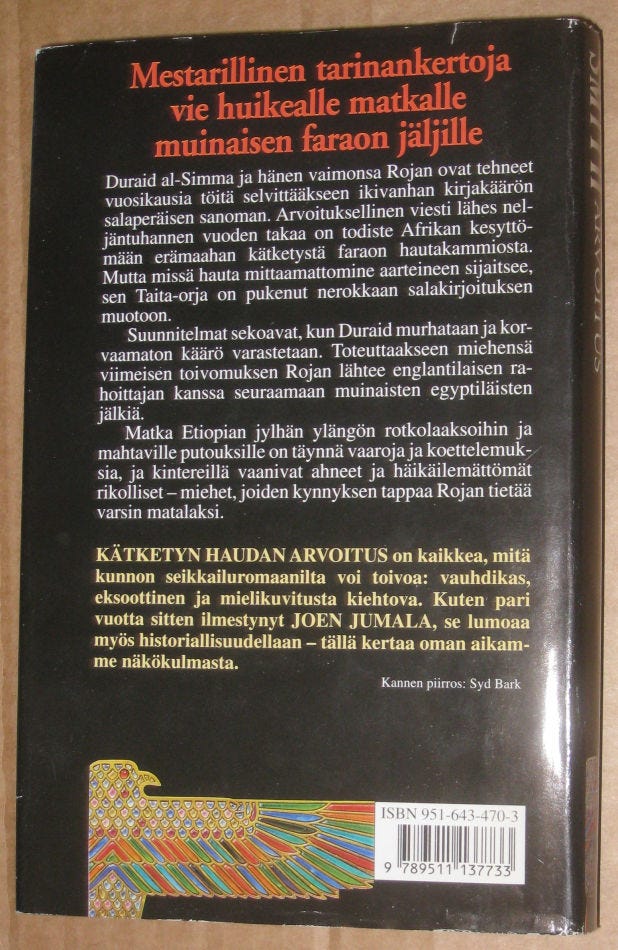 Mestarillinen tarinankertoja
vie huikealle matkalle
muinaisen faraon jäljille
Duraid al-Simma ja hänen vaimonsa Rojan ovat tehneet
vuosikausia töitä selvittääkseen ikivanhan kirjakäärön
salaperäisen sanoman. Arvoituksellinen viesti lähes nel-
jäntuhannen vuoden takaa on todiste Afrikan kesyttö-
mään erämaahan kätketystä faraon hautakammiosta.
Mutta missä hauta mittaamattomine aarteineen sijaitsee,
sen Taita-orja on pukenut nerokkaan salakirjoituksen
muotoon.
Suunnitelmat sekoavat, kun Duraid murhataan ja kor-
vaamaton käärö varastetaan. Toteuttaakseen miehensä
viimeisen toivomuksen Rojan lähtee englantilaisen ra-
hoittajan kanssa seuraamaan muinaisten egyptiläisten
jälkiä.
Matka Etiopian jylhän ylängön rotkolaaksoihin ja
mahtaville putouksille on täynnä vaaroja ja koettelemuk-
sia, ja kintereillä vaanivat ahneet ja häikäilemättömät
rikolliset – miehet, joiden kynnyksen tappaa Rojan tietää
varsin matalaksi.
KÄTKETYN HAUDAN ARVOITUS on kaikkea, mitä
kunnon seikkailuromaanilta voi toivoa: vauhdikas,
eksoottinen ja mielikuvitusta kiehtova. Kuten pari
vuotta sitten ilmestynyt JOEN JUMALA, se lumoaa
myös historiallisuudellaan – tällä kertaa oman aikam-
me näkökulmasta.
Kannen piirros: Syd Bark
ISBN 951-643-470-3
9 789511 137733
SMITH ARVOITUS